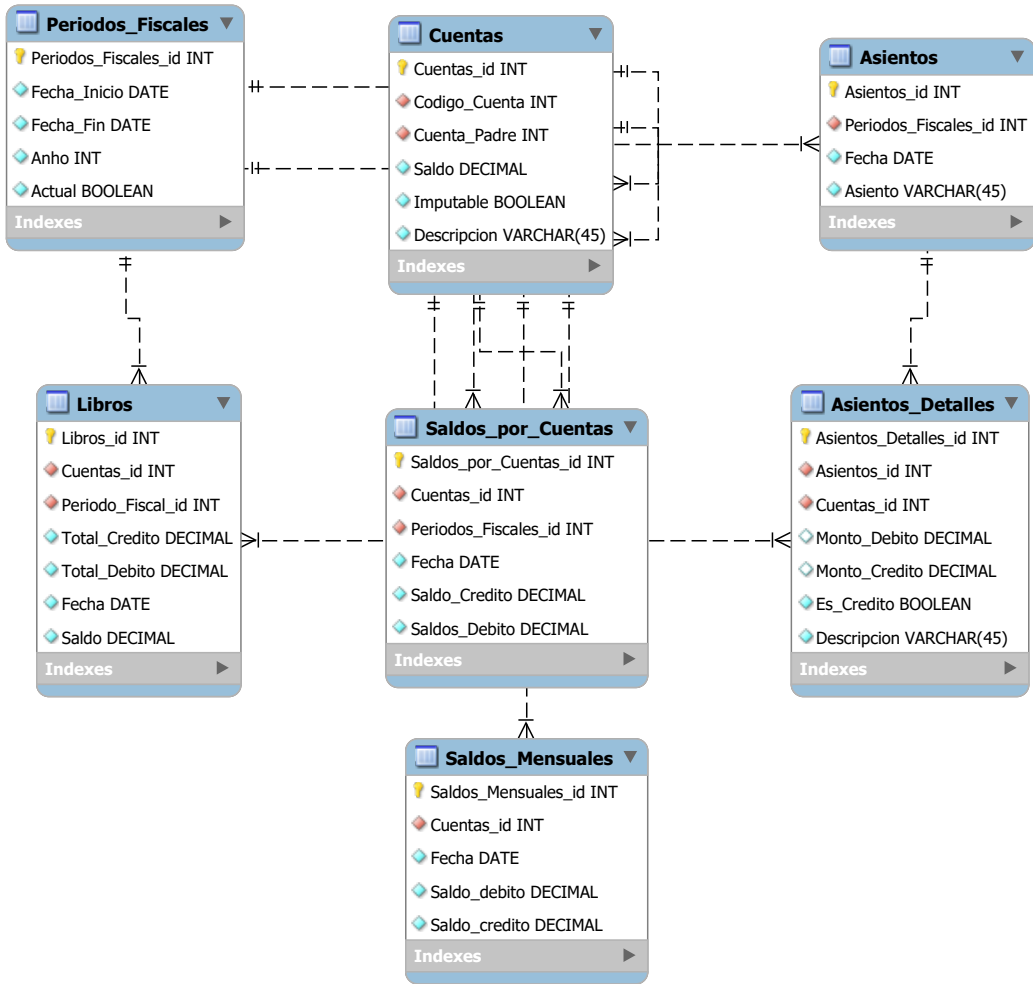 Periodos_Fiscales
Periodos_Fiscales_id INT
Fecha_Inicio DATE
Fecha_Fin DATE
Anho INT
Actual BOOLEAN
Indexes
Cuentas
Cuentas_id INT
Codigo_Cuenta INT
Cuenta_Padre INT
Saldo DECIMAL
Imputable BOOLEAN
Descripcion VARCHAR(45)
Indexes
Asientos
Asientos_id INT
Periodos_Fiscales_id INT
Fecha DATE
Asiento VARCHAR(45)
Indexes
Libros
Libros_id INT
Cuentas_id INT
Periodo_Fiscal_id INT
Total_Credito DECIMAL
Total_Debito DECIMAL
Fecha DATE
Saldo DECIMAL
Indexes
Saldos_por_Cuentas
Saldos_por_Cuentas_id INT
Cuentas_id INT
Periodos_Fiscales_id INT
Fecha DATE
Saldo_Credito DECIMAL
Saldos_Debito DECIMAL
Indexes
Asientos_Detalles
Asientos_Detalles_id INT
Asientos_id INT
Cuentas_id INT
Monto_Debito DECIMAL
Monto_Credito DECIMAL
Es_Credito BOOLEAN
Descripcion VARCHAR(45)
Indexes
Saldos_Mensuales
Saldos_Mensuales_id INT
Cuentas_id INT
Fecha DATE
Saldo_debito DECIMAL
Saldo_credito DECIMAL
Indexes